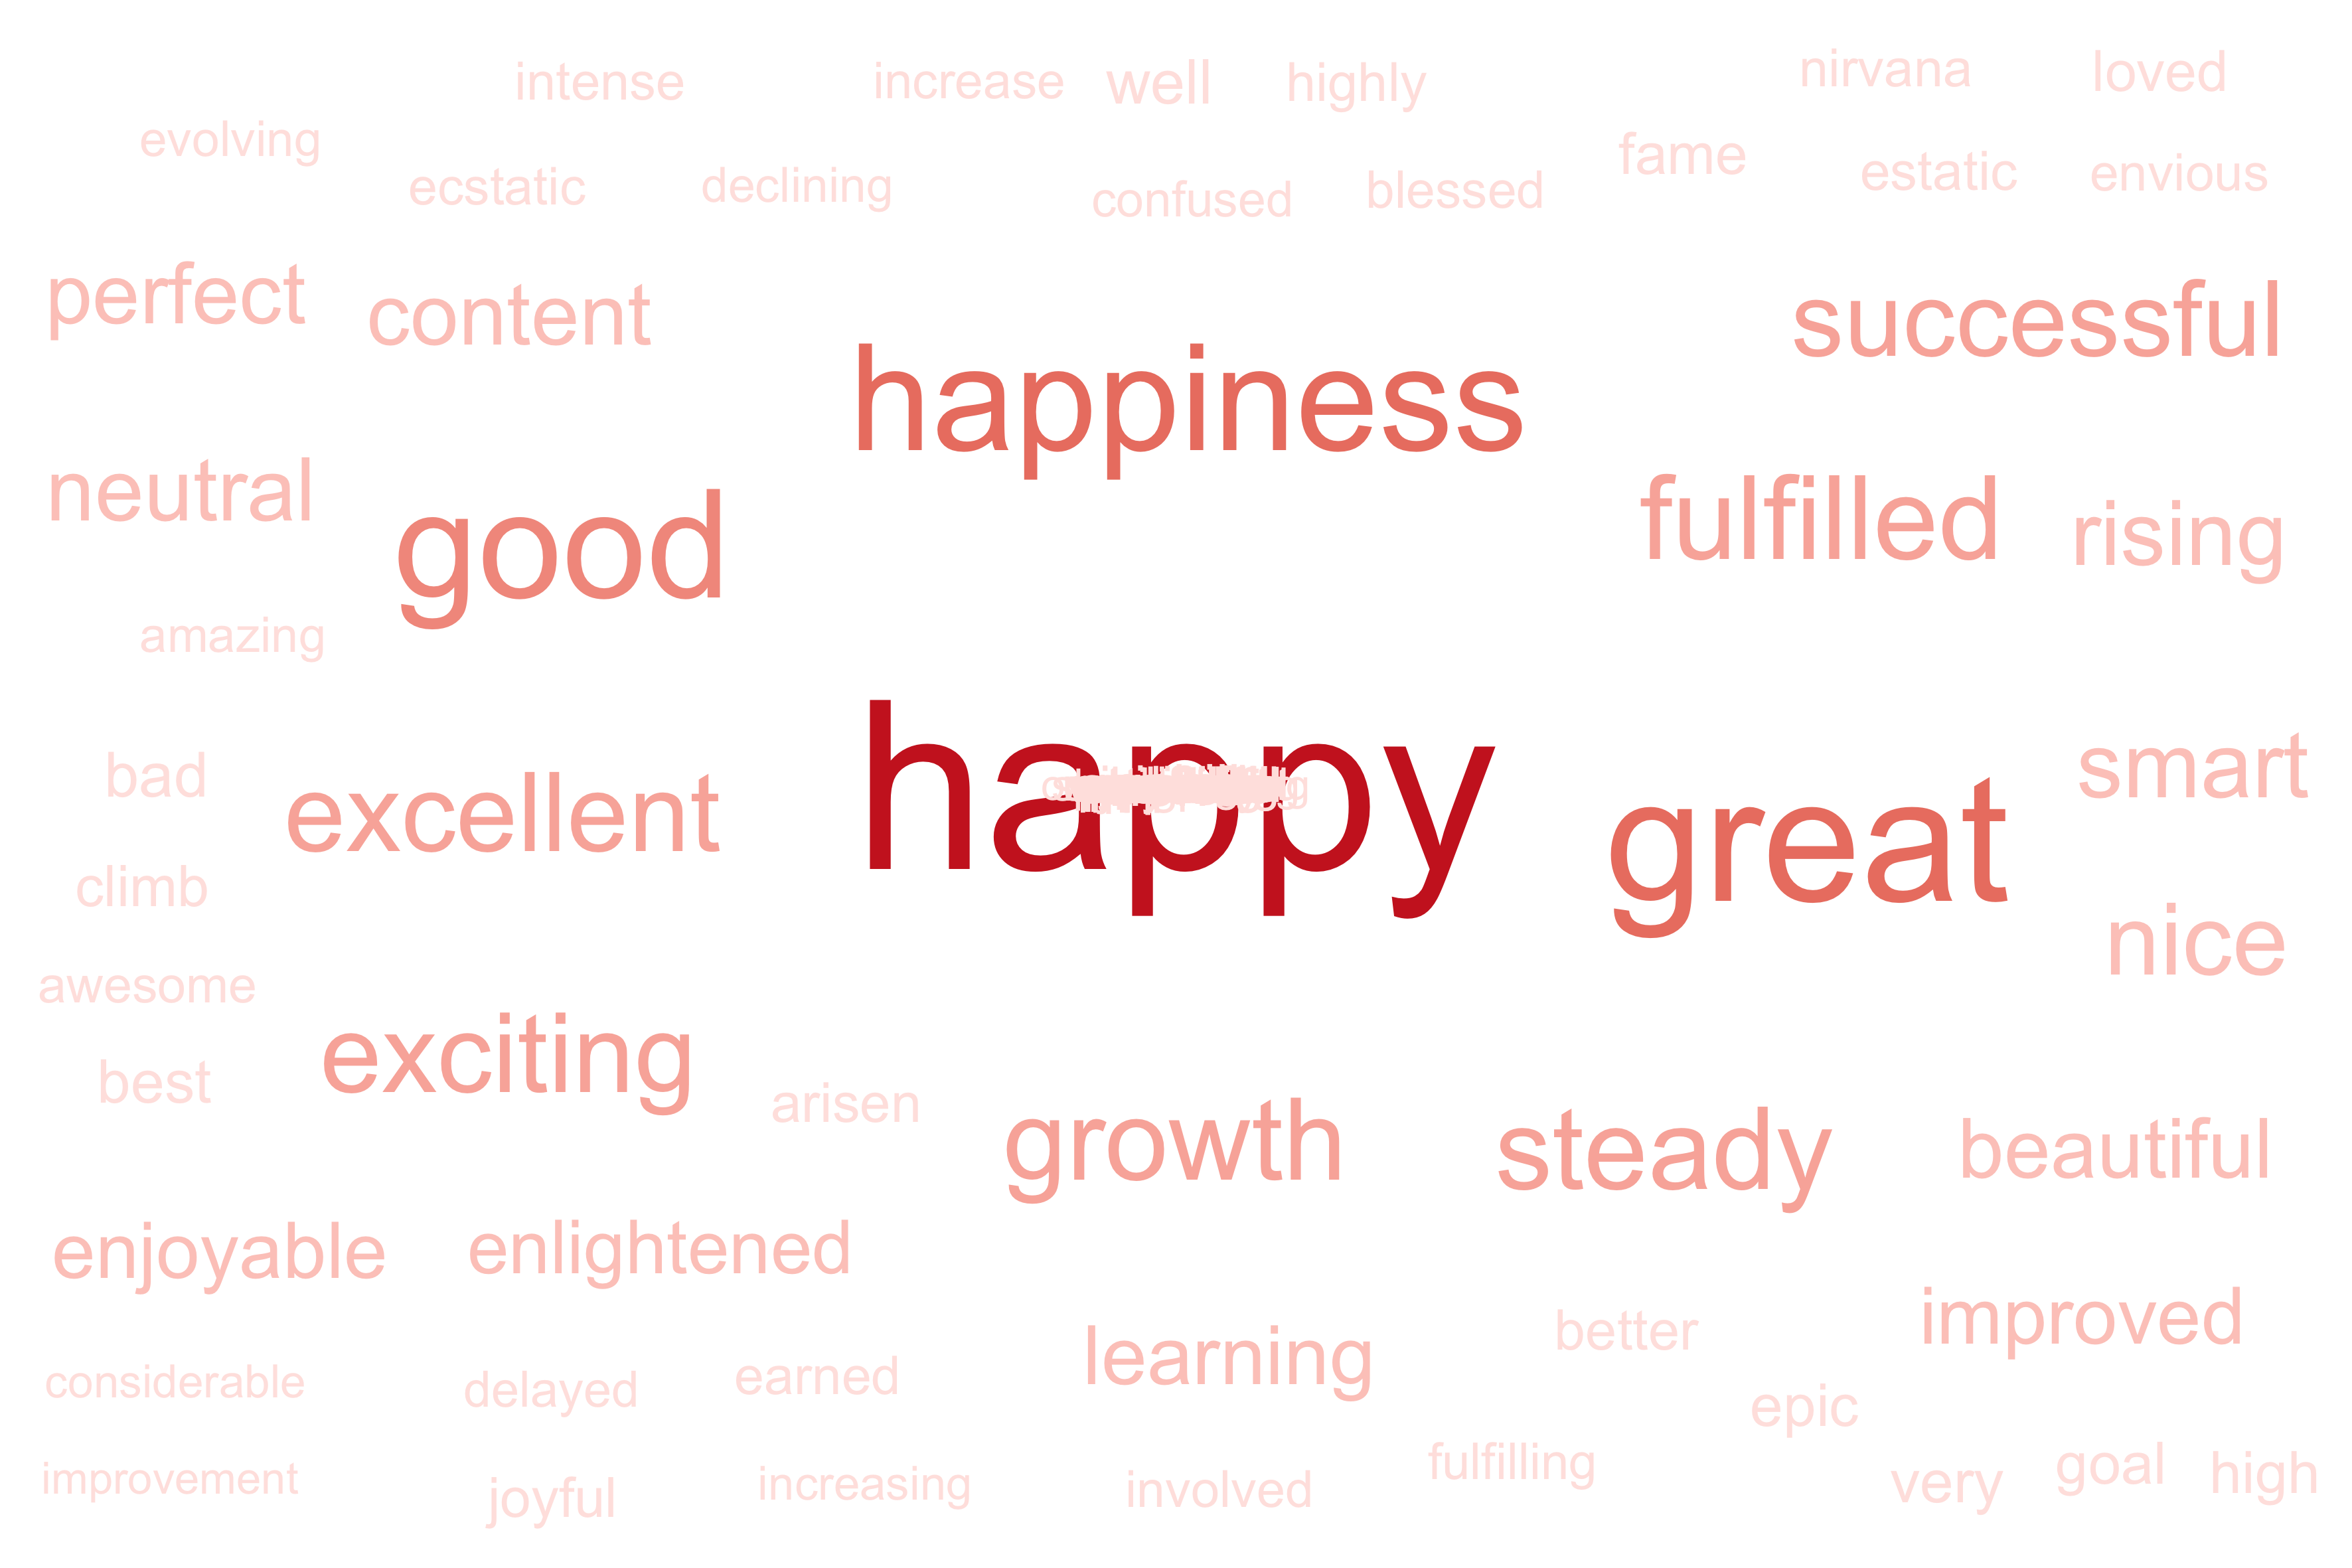 intense increase well highly nirvana loved
evolving ecstatic declining confused blessed fame estatic envious
perfect content happiness successful
neutral good fulfilled rising
amazing
bad excellent happy great smart
climb nice
awesome
best exciting arisen growth steady beautiful
enjoyable enlightened
learning better improved
considerable delayed earned epic
improvement joyful increasing involved fulfilling very goal high